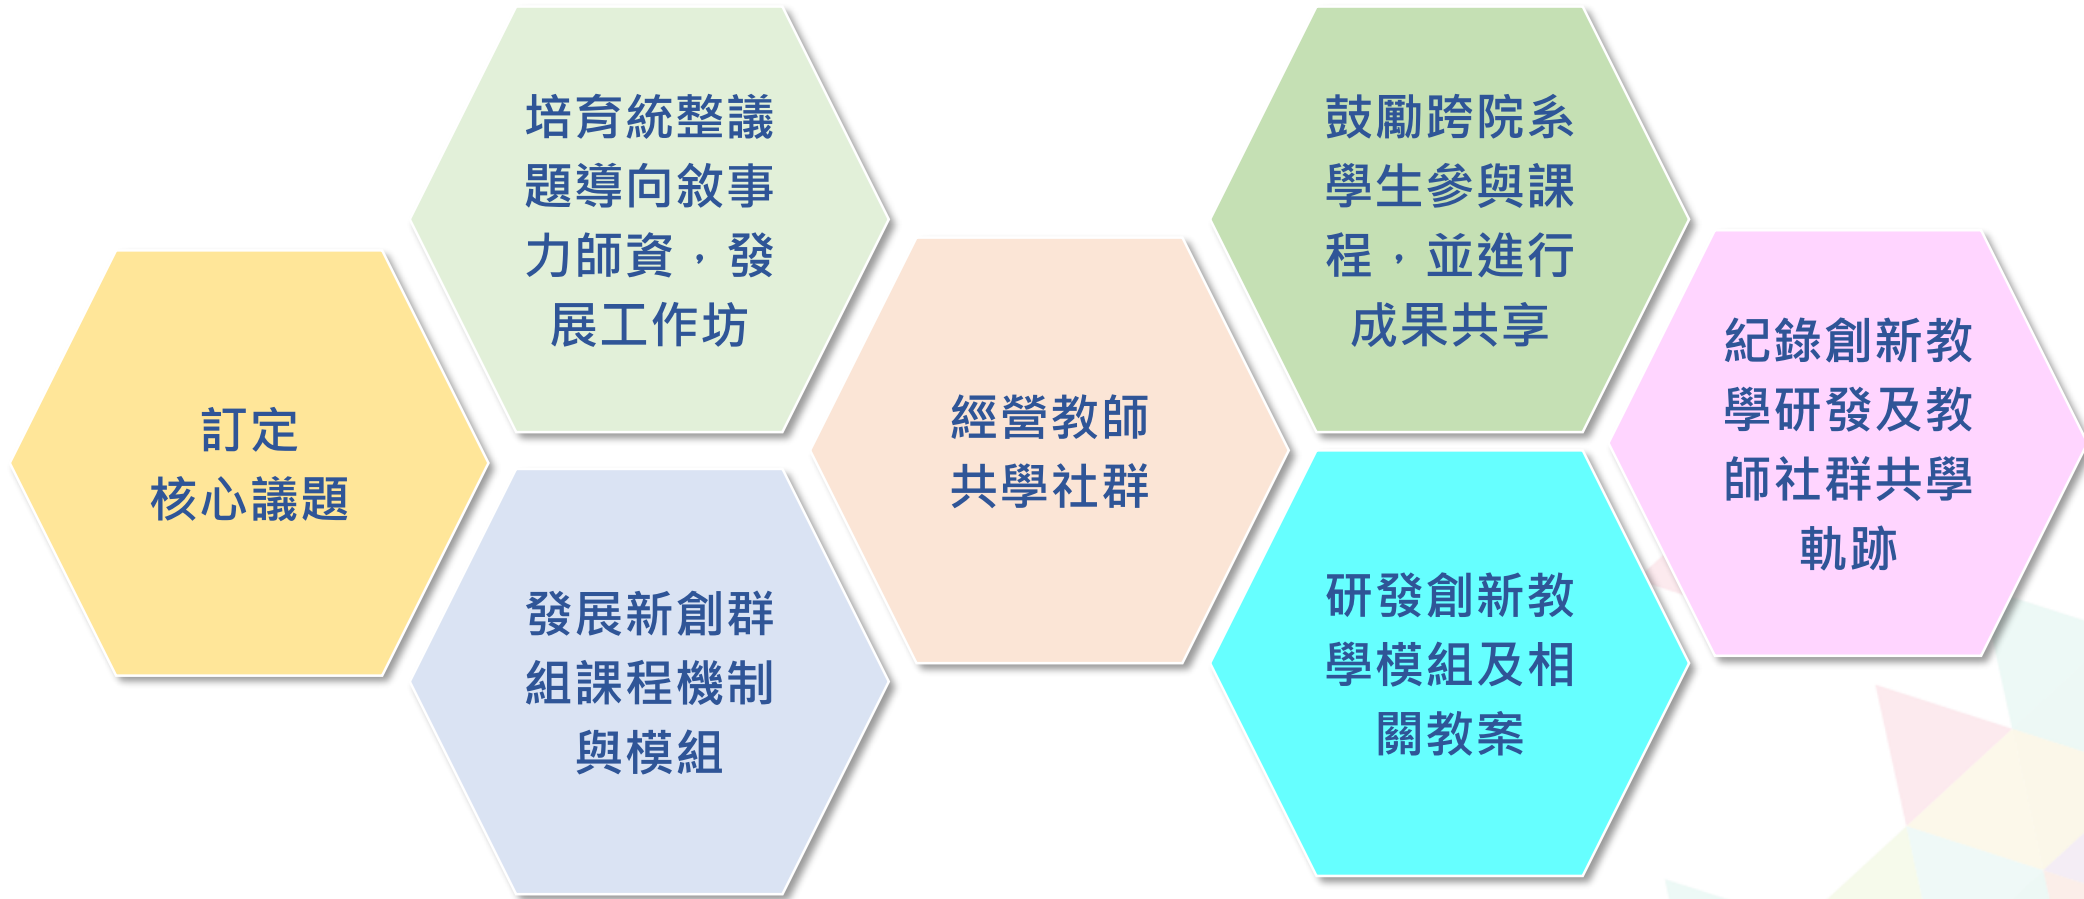 訂定
核心議題
培育統整議
題導向敘事
力師資，發
展工作坊
發展新創群
組課程機制
與模組
經營教師
共學社群
鼓勵跨院系
學生參與課
程，並進行
成果共享
研發創新教
學模組及相
關教案
紀錄創新教
學研發及教
師社群共學
軌跡